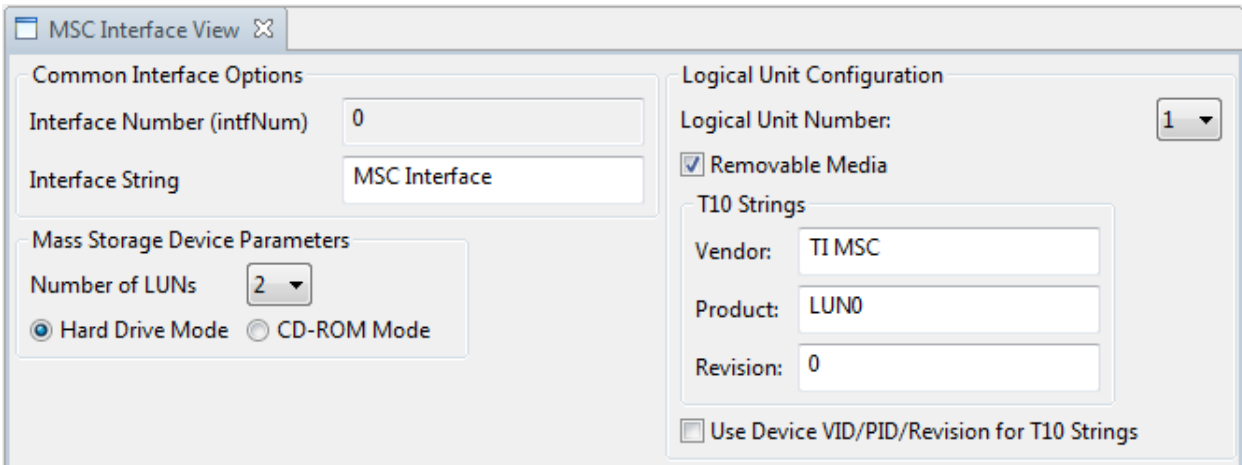 MSC Interface View
Common Interface Options
Interface Number (intfNum) 0
Interface String MSC Interface
Mass Storage Device Parameters
Number of LUNs 2
Hard Drive Mode CD-ROM Mode
Logical Unit Configuration
Logical Unit Number: 1
Removable Media
T10 Strings
Vendor: TI MSC
Product: LUN0
Revision: 0
Use Device VID/PID/Revision for T10 Strings